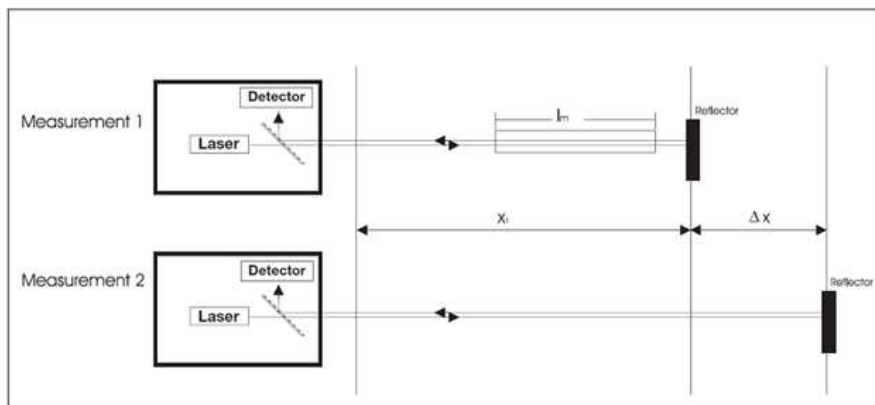 Detector
lm
Reflector
Measurement 1
Laser
X₁
Δ X
Detector
Measurement 2
Reflector
Laser